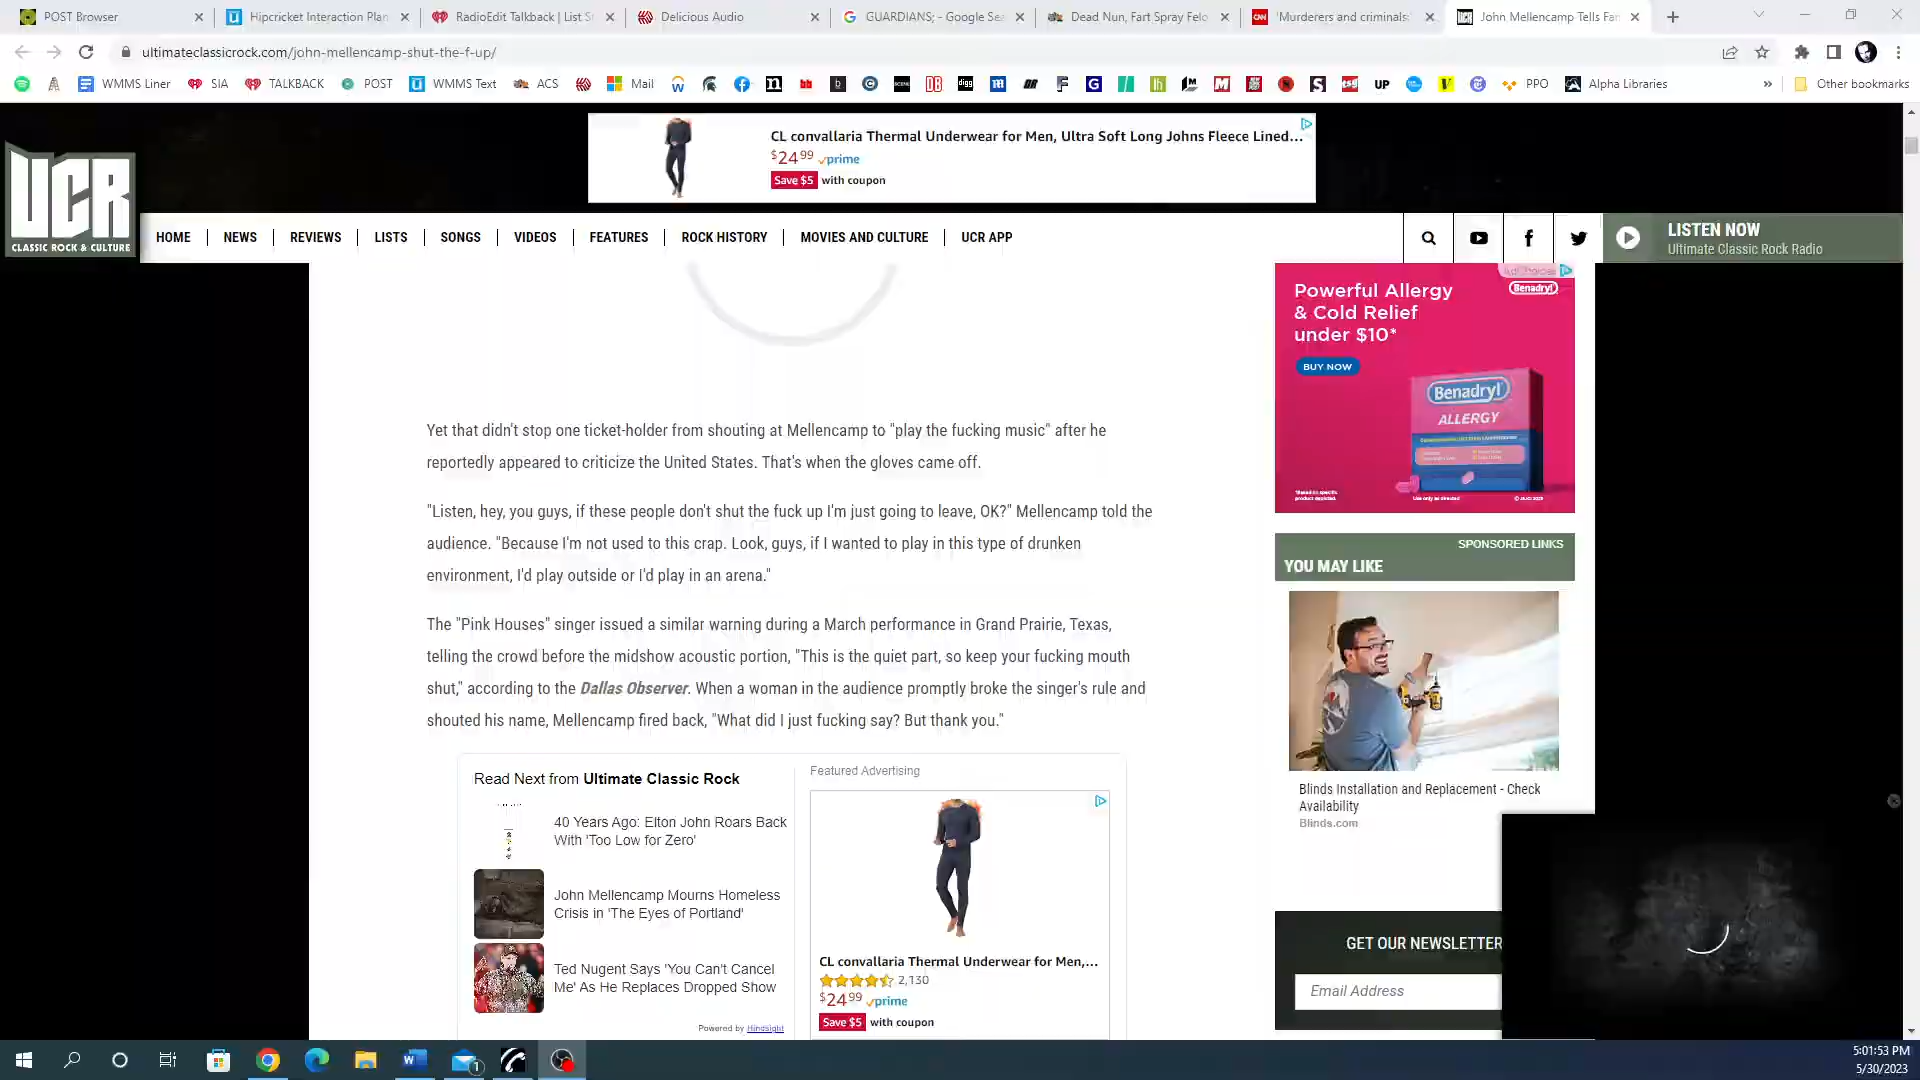 POST Browser
Hipcricket Interaction Plan
RadioEdit Talkback | List S
Delicious Audio
GUARDIANS; - Google Sea
Dead Nun, Fart Spray Felo
'Murderers and criminals:
John Mellencamp Tells Fan
ultimateclassicrock.com/john-mellencamp-shut-the-f-up/
WMMS Liner
SIA
TALKBACK
POST
WMMS Text
ACS
Mail
UP
PPO
Alpha Libraries
Other bookmarks
CL convallaria Thermal Underwear for Men, Ultra Soft Long Johns Fleece Lined...
$24 99 prime
Save $5 with coupon
UCR
CLASSIC ROCK & CULTURE
HOME
NEWS
REVIEWS
LISTS
SONGS
VIDEOS
FEATURES
ROCK HISTORY
MOVIES AND CULTURE
UCR APP
LISTEN NOW
Ultimate Classic Rock Radio
Yet that didn't stop one ticket-holder from shouting at Mellencamp to "play the fucking music" after he
reportedly appeared to criticize the United States. That's when the gloves came off.
"Listen, hey, you guys, if these people don't shut the fuck up I'm just going to leave, OK?" Mellencamp told the
audience. "Because I'm not used to this crap. Look, guys, if I wanted to play in this type of drunken
environment, I'd play outside or I'd play in an arena."
The "Pink Houses" singer issued a similar warning during a March performance in Grand Prairie, Texas,
telling the crowd before the midshow acoustic portion, "This is the quiet part, so keep your fucking mouth
shut," according to the Dallas Observer. When a woman in the audience promptly broke the singer's rule and
shouted his name, Mellencamp fired back, "What did I just fucking say? But thank you."
Read Next from Ultimate Classic Rock
40 Years Ago: Elton John Roars Back
With 'Too Low for Zero'
John Mellencamp Mourns Homeless
Crisis in 'The Eyes of Portland'
Ted Nugent Says 'You Can't Cancel
Me' As He Replaces Dropped Show
Powered by Hindsight
Featured Advertising
CL convallaria Thermal Underwear for Men,...
2,130
$24 99 prime
Save $5 with coupon
Powerful Allergy
& Cold Relief
under $10*
Benadryl
BUY NOW
Benadryl
ALLERGY
Use only as directed
SPONSORED LINKS
YOU MAY LIKE
Blinds Installation and Replacement - Check
Availability
Blinds.com
GET OUR NEWSLETTER
Email Address
5:01:53 PM
5/30/2023